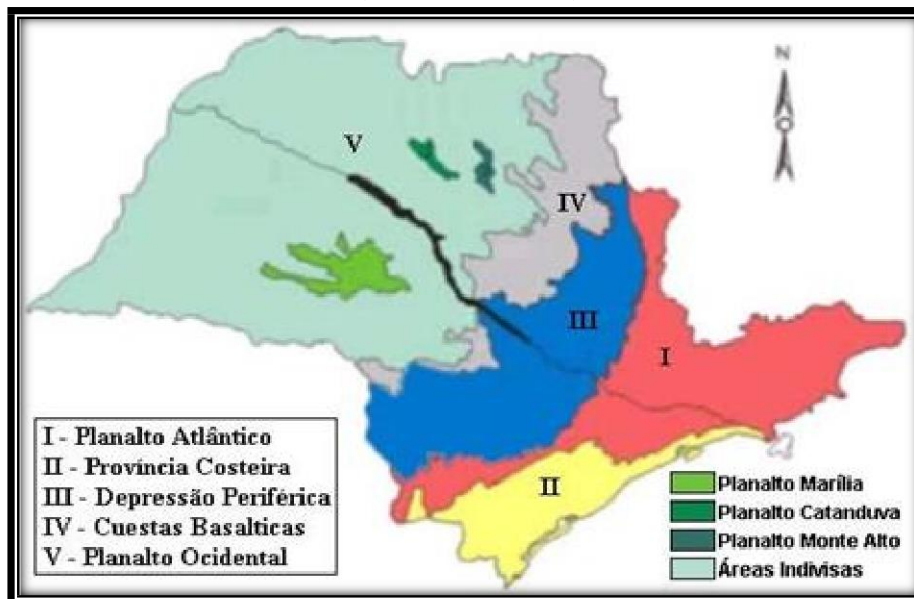 N
V
IV
III
I
II
I - Planalto Atlântico
II - Província Costeira
III - Depressão Periférica
IV - Cuestas Basalticas
V - Planalto Ocidental
Planalto Marília
Planalto Catanduva
Planalto Monte Alto
Áreas Indivisas